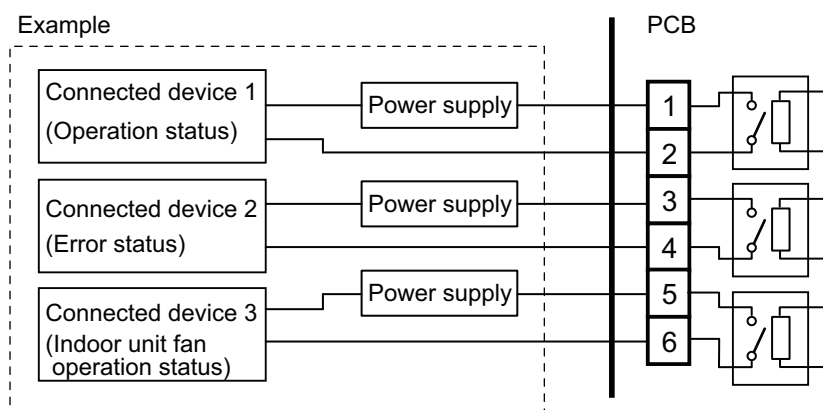 Example
PCB
Connected device 1
(Operation status)
Power supply
1
2
Connected device 2
(Error status)
Power supply
3
4
Connected device 3
(Indoor unit fan
operation status)
Power supply
5
6